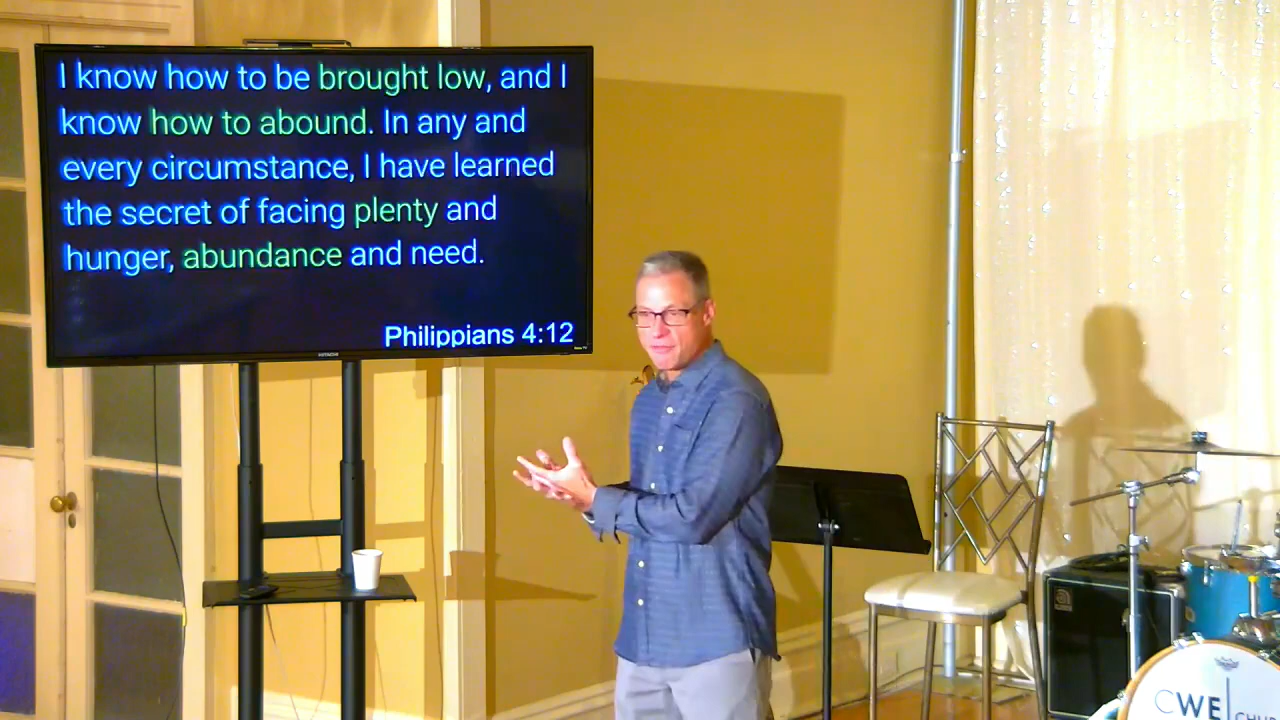 I know how to be brought low, and I
know how to abound. In any and
every circumstance, I have learned
the secret of facing plenty and
hunger, abundance and need.
Philippians 4:12
HITACHI
CWE